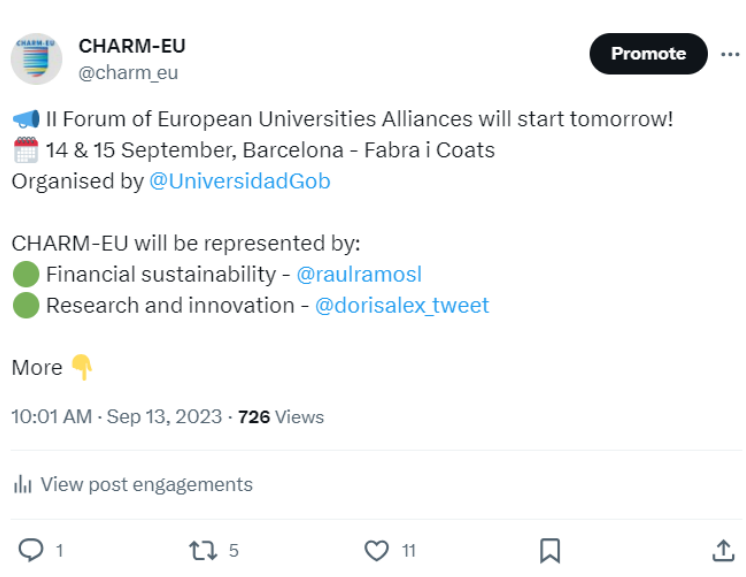 CHARM-EU
CHARM-EU
@charm_eu
Promote
II Forum of European Universities Alliances will start tomorrow!
14 & 15 September, Barcelona - Fabra i Coats
Organised by @UniversidadGob
CHARM-EU will be represented by:
Financial sustainability - @raulramosl
Research and innovation - @dorisalex_tweet
More
10:01 AM · Sep 13, 2023 · 726 Views
View post engagements
1 5 11